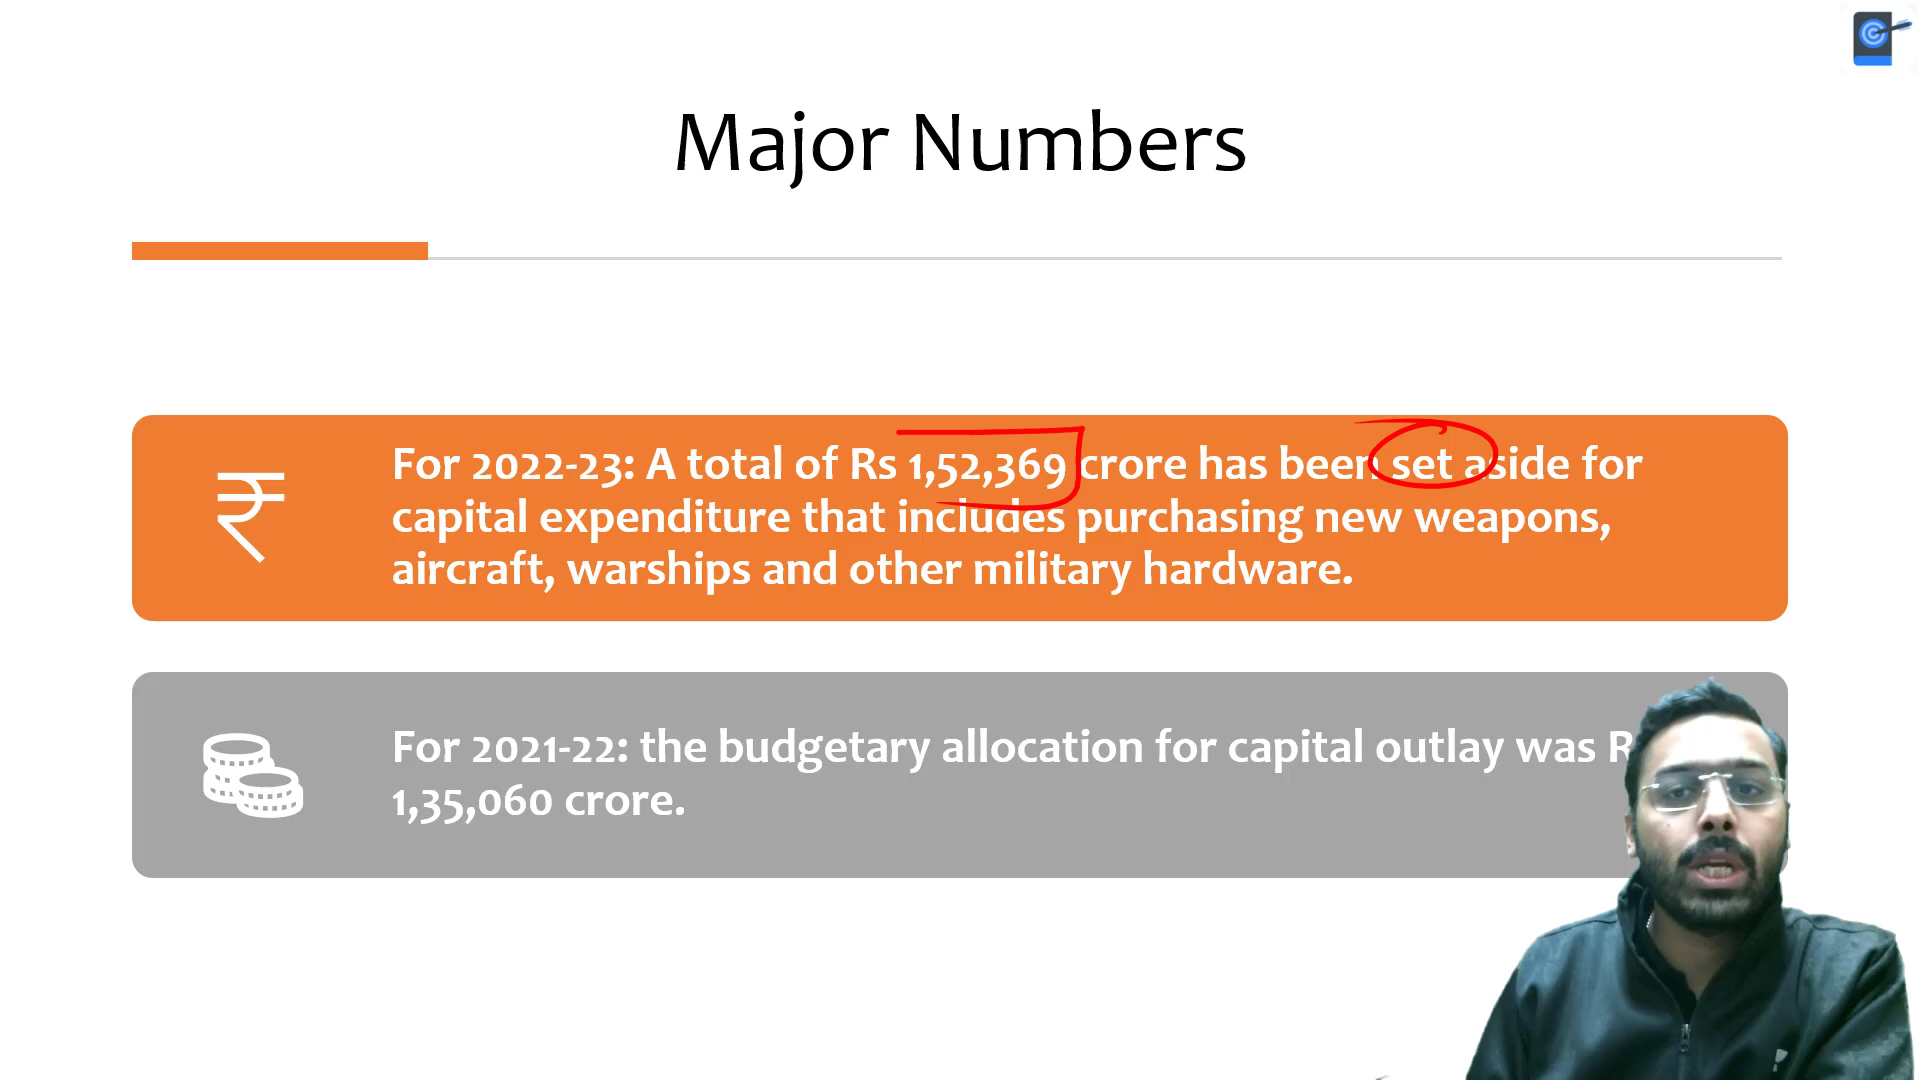 Major Numbers
For 2022-23: A total of Rs 1,52,369 crore has been set aside for
capital expenditure that includes purchasing new weapons,
aircraft, warships and other military hardware.
For 2021-22: the budgetary allocation for capital outlay was
1,35,060 crore.